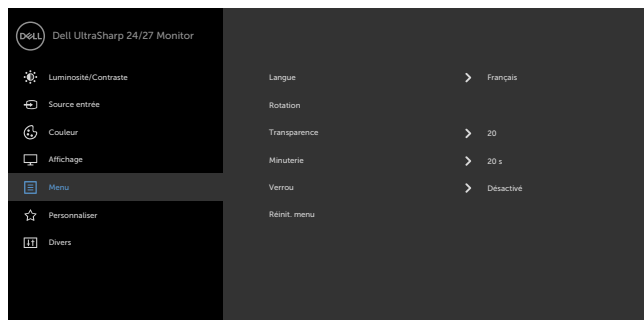 DELL Dell UltraSharp 24/27 Monitor
Luminosité/Contraste
Source entrée
Couleur
Affichage
Menu
Personnaliser
Divers
Langue Français
Rotation
Transparence 20
Minuterie 20 s
Verrou Désactivé
Réinit. menu